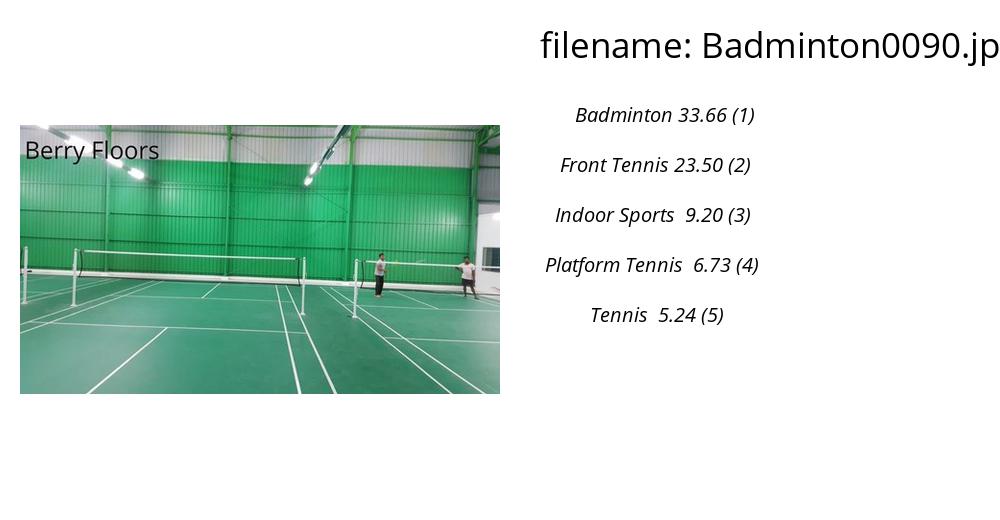 filename: Badminton0090.jp
Badminton 33.66 (1)
Berry Floors
Front Tennis 23.50 (2)
Indoor Sports 9.20 (3)
Platform Tennis 6.73 (4)
Tennis 5.24 (5)